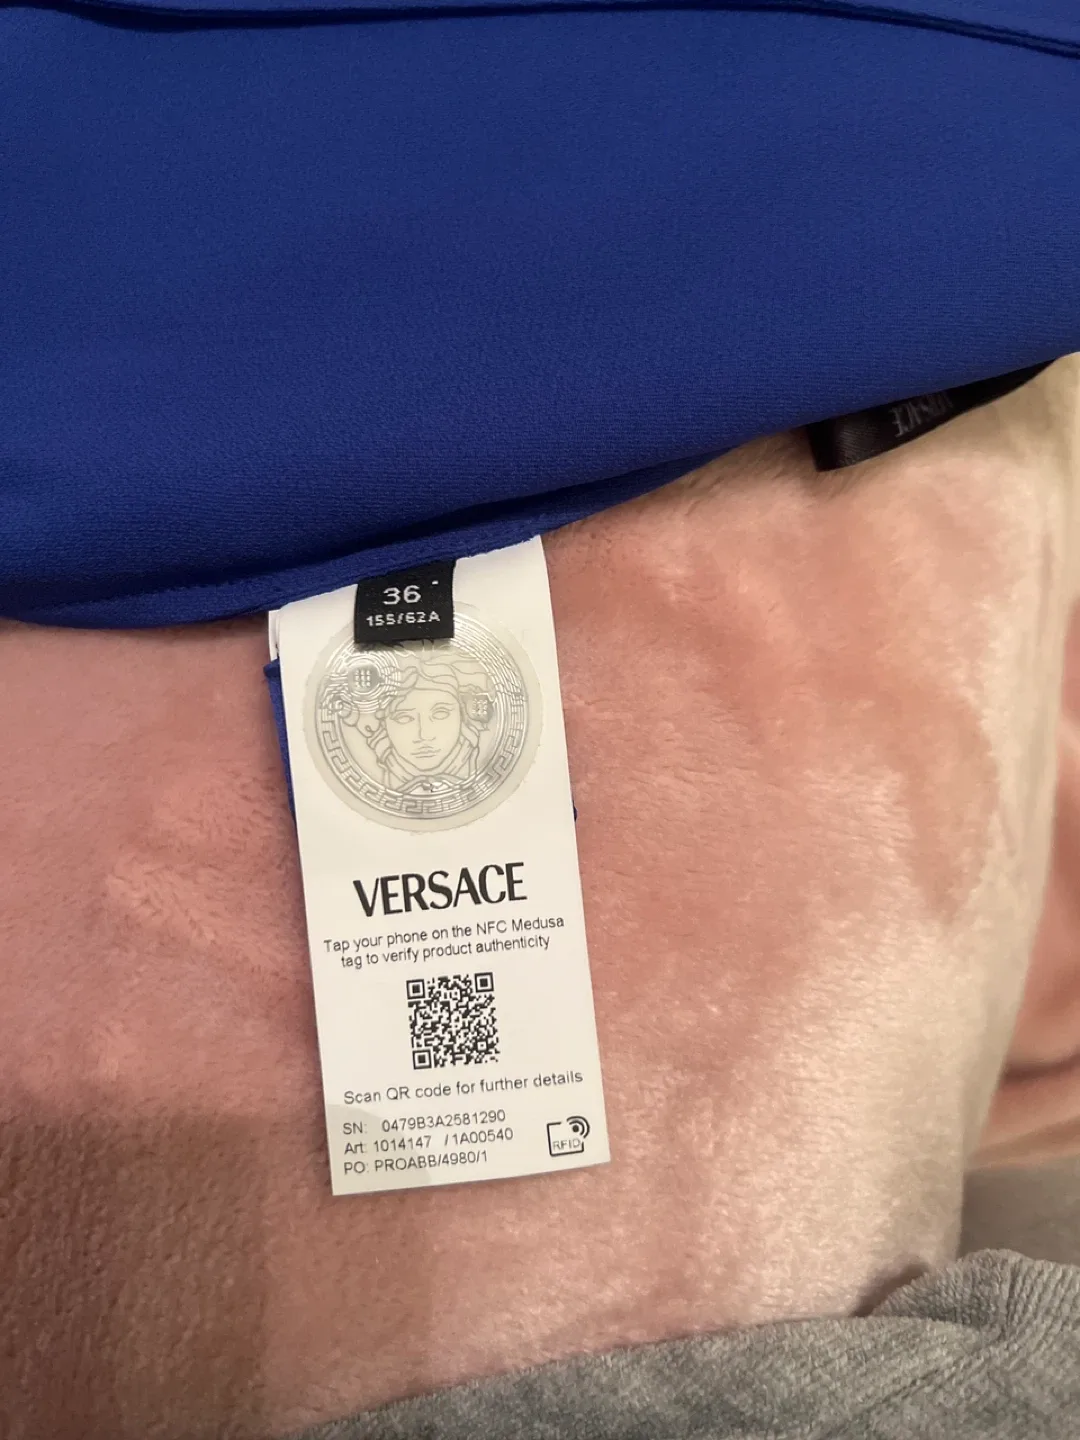 VERSACE
36
155/62A
VERSACE
Tap your phone on the NFC Medusa
tag to verify product authenticity
Scan QR code for further details
SN: 0479B3A2581290
Art: 1014147 /1A00540
PO: PROABB/4980/1
RFID